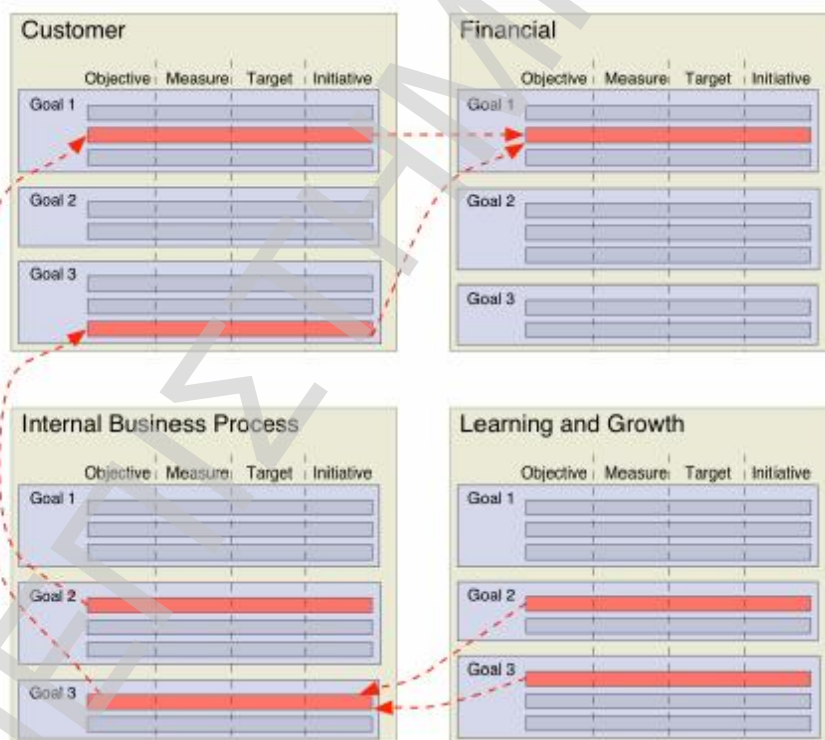 Customer
Objective Measure Target Initiative
Goal 1
Goal 2
Goal 3
Financial
Objective Measure Target Initiative
Goal 1
Goal 2
Goal 3
Internal Business Process
Objective Measure Target Initiative
Goal 1
Goal 2
Goal 3
Learning and Growth
Objective Measure Target Initiative
Goal 1
Goal 2
Goal 3